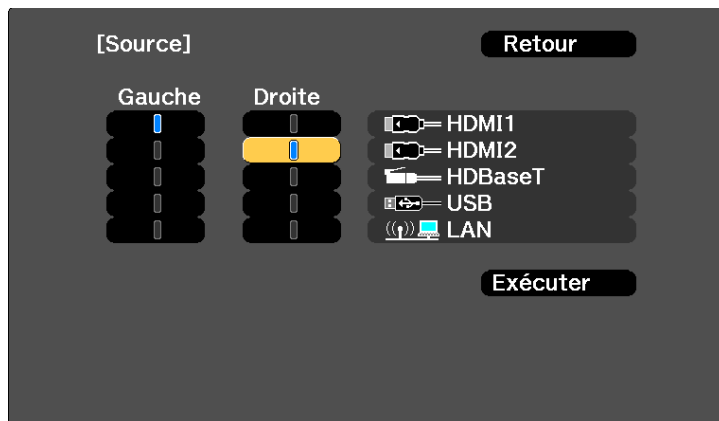 [Source] Retour
Gauche Droite
HDMI1
HDMI2
HDBaseT
USB
LAN
Exécuter